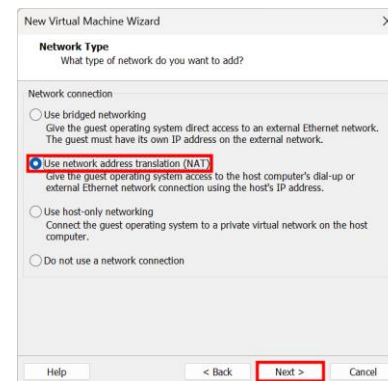 New Virtual Machine Wizard
Network Type
What type of network do you want to add?
Network connection
Use bridged networking
Give the guest operating system direct access to an external Ethernet network.
The guest must have its own IP address on the external network.
Use network address translation (NAT)
Give the guest operating system access to the host computer's dial-up or
external Ethernet network connection using the host's IP address.
Use host-only networking
Connect the guest operating system to a private virtual network on the host
computer.
Do not use a network connection
Help
< Back
Next >
Cancel